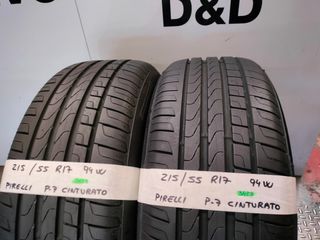 D&D
215/55 R17 94W
PIRELLI P-7 CINTURATO
215/55 R17 94W
PIRELLI P-7 CINTURATO